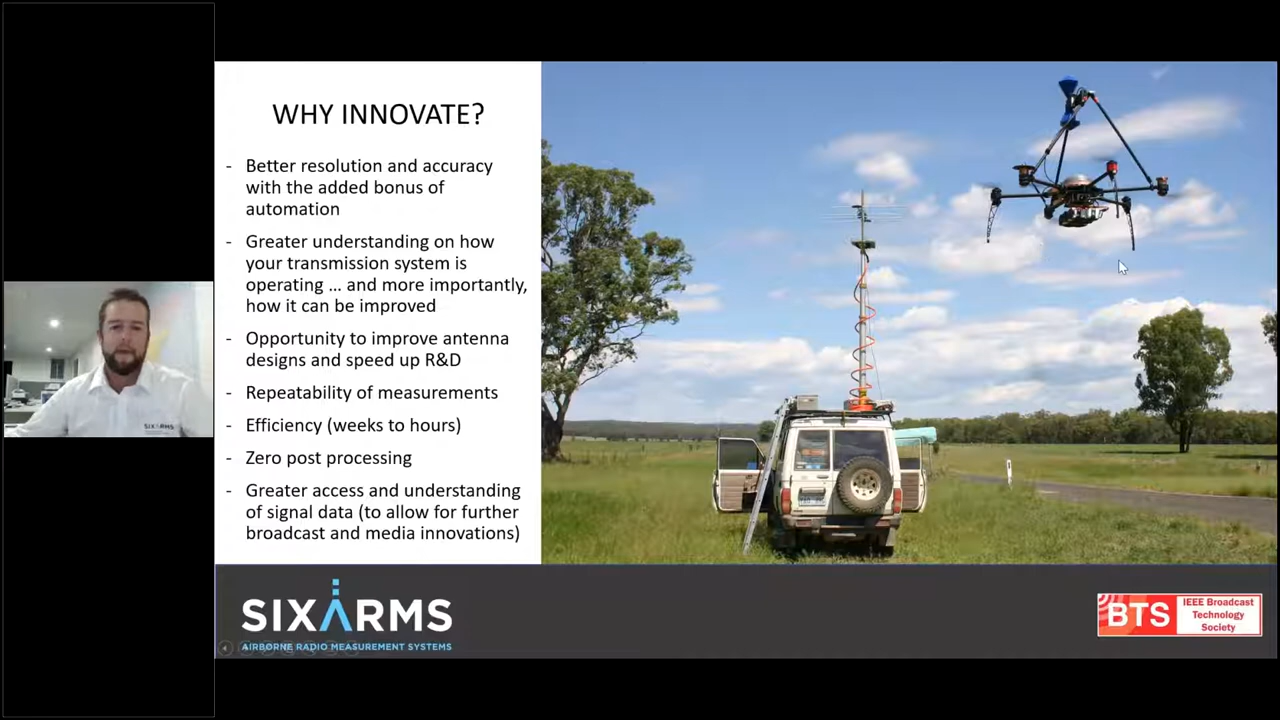 WHY INNOVATE?
- Better resolution and accuracy
with the added bonus of
automation
- Greater understanding on how
your transmission system is
operating ... and more importantly,
how it can be improved
- Opportunity to improve antenna
designs and speed up R&D
- Repeatability of measurements
- Efficiency (weeks to hours)
- Zero post processing
- Greater access and understanding
of signal data (to allow for further
broadcast and media innovations)
SIXARMS
SIXARMS
AIRBORNE RADIO MEASUREMENT SYSTEMS
BTS
IEEE Broadcast
Technology
Society